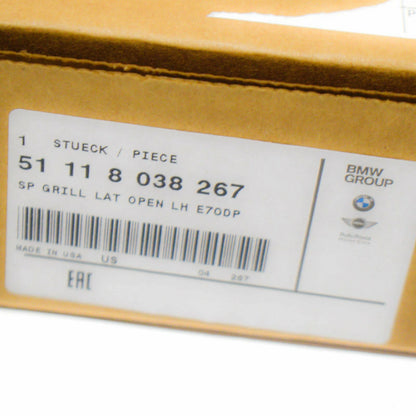 1 STUECK / PIECE
51 11 8 038 267
SP GRILL LAT OPEN LH E70DP
MADE IN USA US 04 267
EAC
BMW
GROUP